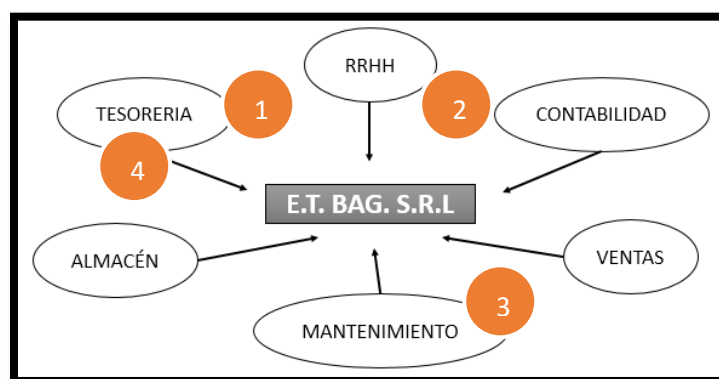 RRHH
TESORERIA
1
2
CONTABILIDAD
4
E.T. BAG. S.R.L
ALMACÉN
VENTAS
3
MANTENIMIENTO